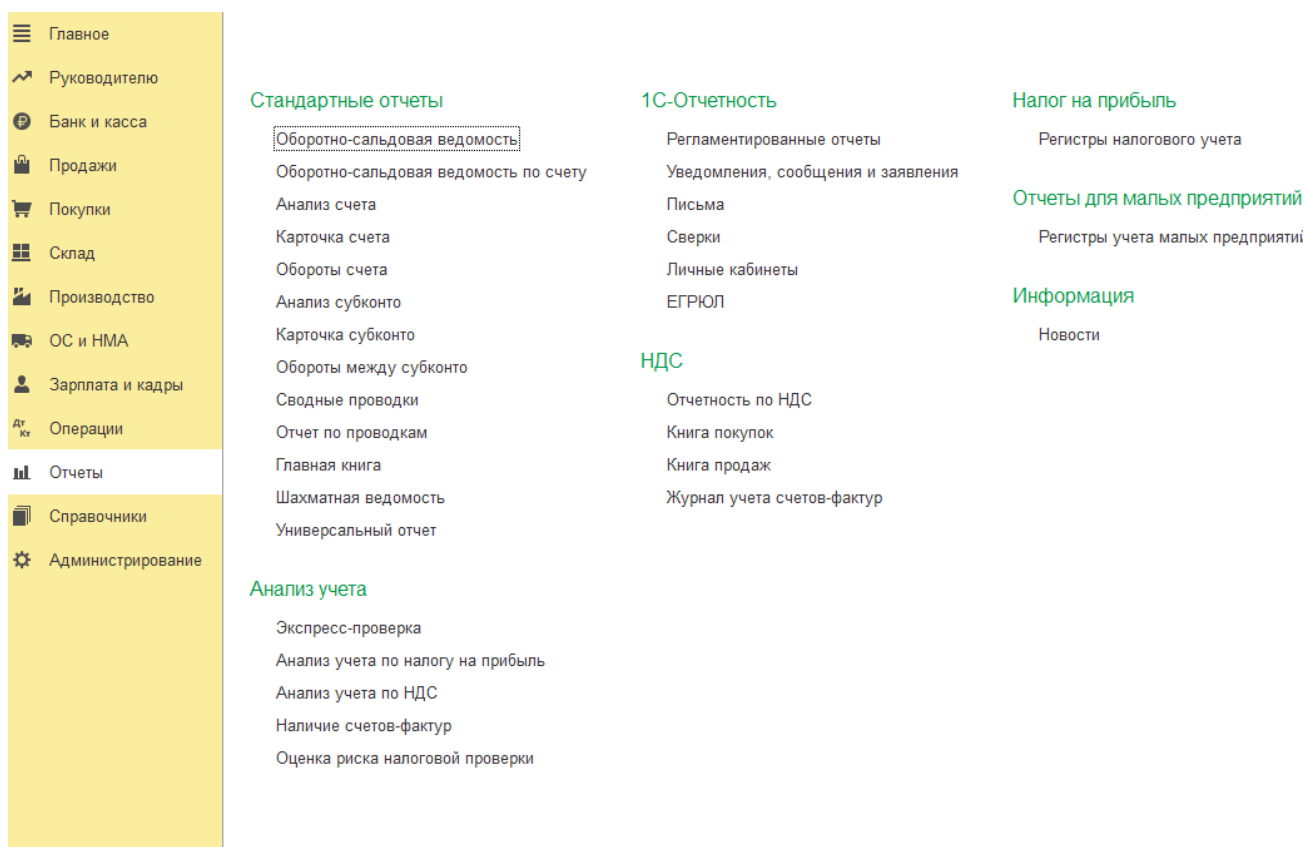 Главное
Руководителю
Банк и касса
Продажи
Покупки
Склад
Производство
ОС и НМА
Зарплата и кадры
Дт Кт Операции
Отчеты
Справочники
Администрирование
Стандартные отчеты
Оборотно-сальдовая ведомость
Оборотно-сальдовая ведомость по счету
Анализ счета
Карточка счета
Обороты счета
Анализ субконто
Карточка субконто
Обороты между субконто
Сводные проводки
Отчет по проводкам
Главная книга
Шахматная ведомость
Универсальный отчет
Анализ учета
Экспресс-проверка
Анализ учета по налогу на прибыль
Анализ учета по НДС
Наличие счетов-фактур
Оценка риска налоговой проверки
1С-Отчетность
Регламентированные отчеты
Уведомления, сообщения и заявления
Письма
Сверки
Личные кабинеты
ЕГРЮЛ
НДС
Отчетность по НДС
Книга покупок
Книга продаж
Журнал учета счетов-фактур
Налог на прибыль
Регистры налогового учета
Отчеты для малых предприятий
Регистры учета малых предприятий
Информация
Новости